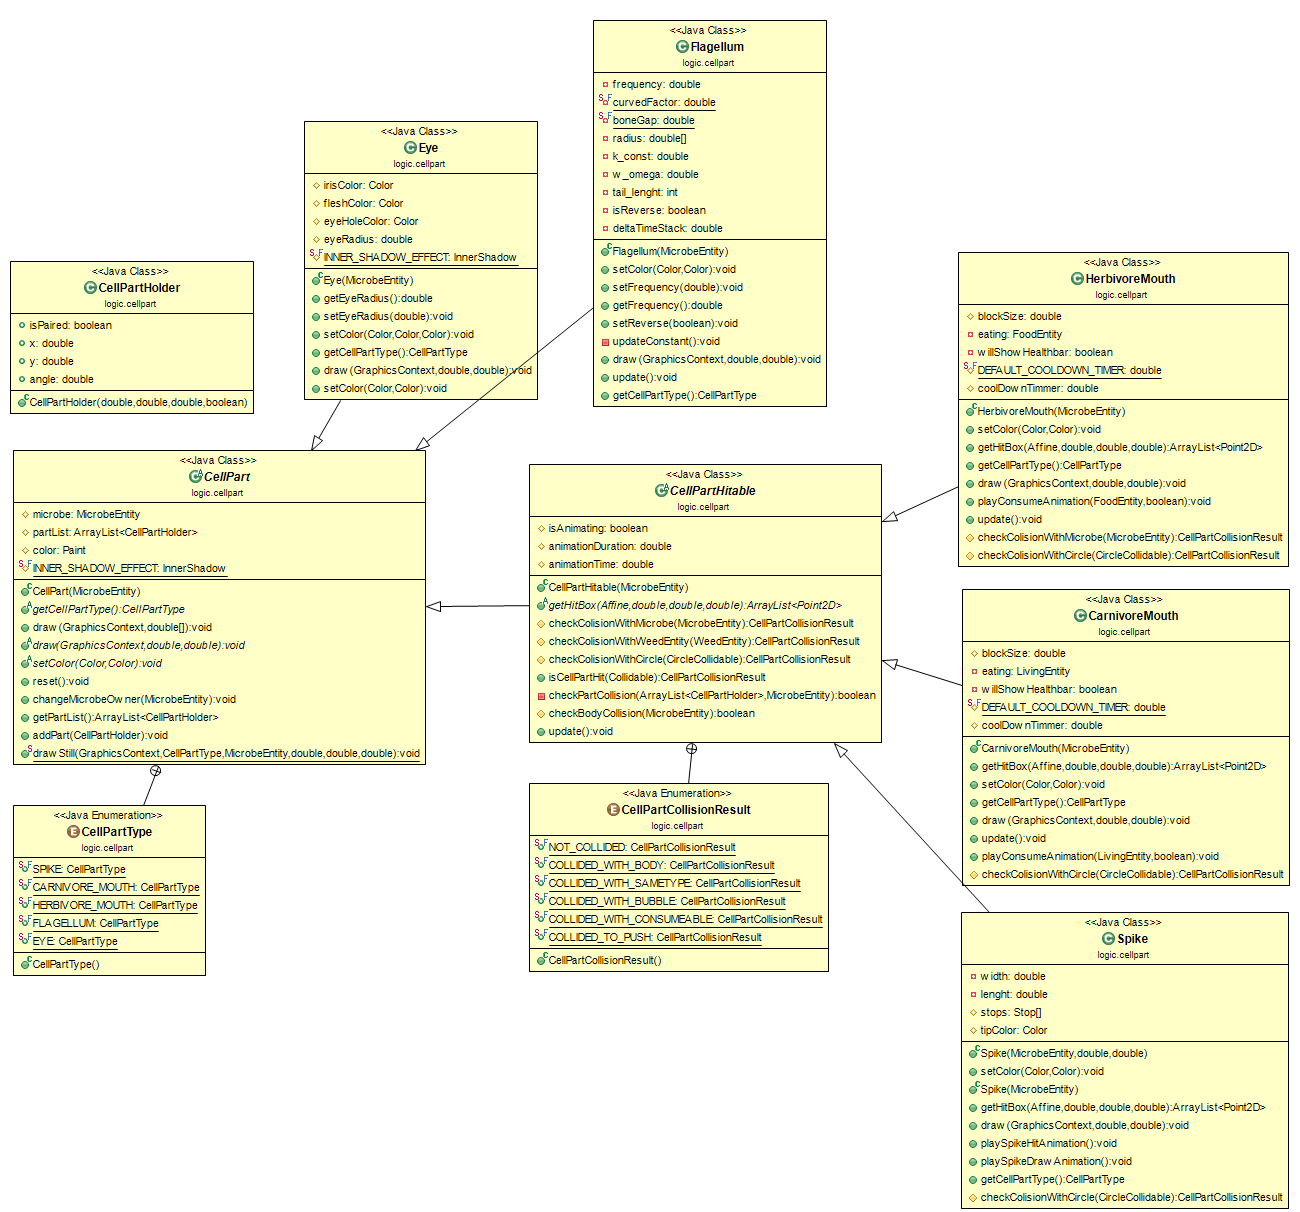 <<Java Class>>
Flagellum
logic.cellpart
frequency: double
curvedFactor: double
boneGap: double
radius: double[]
k_const: double
w_omega: double
tail_lenght: int
isReverse: boolean
deltaTimeStack: double
Flagellum(MicrobeEntity)
setColor(Color,Color):void
setFrequency(double):void
getFrequency():double
setReverse(boolean):void
updateConstant():void
draw(GraphicsContext,double,double):void
update():void
getCellPartType():CellPartType
<<Java Class>>
Eye
logic.cellpart
irisColor: Color
fleshColor: Color
eyeHoleColor: Color
eyeRadius: double
INNER_SHADOW_EFFECT: InnerShadow
Eye(MicrobeEntity)
getEyeRadius():double
setEyeRadius(double):void
setColor(Color,Color,Color):void
getCellPartType():CellPartType
draw(GraphicsContext,double,double):void
setColor(Color,Color):void
<<Java Class>>
CellPartHolder
logic.cellpart
isPaired: boolean
x: double
y: double
angle: double
CellPartHolder(double,double,double,boolean)
<<Java Class>>
HerbivoreMouth
logic.cellpart
blockSize: double
eating: FoodEntity
willShowHealthbar: boolean
DEFAULT_COOLDOWN_TIMER: double
coolDownTimmer: double
HerbivoreMouth(MicrobeEntity)
setColor(Color,Color):void
getHitBox(Affine,double,double,double):ArrayList<Point2D>
getCellPartType():CellPartType
draw(GraphicsContext,double,double):void
playConsumeAnimation(FoodEntity,boolean):void
update():void
checkColisionWithMicrobe(MicrobeEntity):CellPartCollisionResult
checkColisionWithCircle(CircleCollidable):CellPartCollisionResult
<<Java Class>>
CellPart
logic.cellpart
microbe: MicrobeEntity
partList: ArrayList<CellPartHolder>
color: Paint
INNER_SHADOW_EFFECT: InnerShadow
CellPart(MicrobeEntity)
getCellPartType():CellPartType
draw(GraphicsContext,double[]):void
draw(GraphicsContext,double,double):void
setColor(Color,Color):void
reset():void
changeMicrobeOwner(MicrobeEntity):void
getPartList():ArrayList<CellPartHolder>
addPart(CellPartHolder):void
drawStill(GraphicsContext,CellPartType,MicrobeEntity,double,double,double):void
<<Java Class>>
CellPartHitable
logic.cellpart
isAnimating: boolean
animationDuration: double
animationTime: double
CellPartHitable(MicrobeEntity)
getHitBox(Affine,double,double,double):ArrayList<Point2D>
checkColisionWithMicrobe(MicrobeEntity):CellPartCollisionResult
checkColisionWithWeedEntity(WeedEntity):CellPartCollisionResult
checkColisionWithCircle(CircleCollidable):CellPartCollisionResult
isCellPartHit(Collidable):CellPartCollisionResult
checkPartCollision(ArrayList<CellPartHolder>,MicrobeEntity):boolean
checkBodyCollision(MicrobeEntity):boolean
update():void
<<Java Class>>
CarnivoreMouth
logic.cellpart
blockSize: double
eating: LivingEntity
willShowHealthbar: boolean
DEFAULT_COOLDOWN_TIMER: double
coolDownTimmer: double
CarnivoreMouth(MicrobeEntity)
getHitBox(Affine,double,double,double):ArrayList<Point2D>
setColor(Color,Color):void
getCellPartType():CellPartType
draw(GraphicsContext,double,double):void
update():void
playConsumeAnimation(LivingEntity,boolean):void
checkColisionWithCircle(CircleCollidable):CellPartCollisionResult
<<Java Enumeration>>
CellPartType
logic.cellpart
SPIKE: CellPartType
CARNIVORE_MOUTH: CellPartType
HERBIVORE_MOUTH: CellPartType
FLAGELLUM: CellPartType
EYE: CellPartType
CellPartType()
<<Java Enumeration>>
CellPartCollisionResult
logic.cellpart
NOT_COLLIDED: CellPartCollisionResult
COLLIDED_WITH_BODY: CellPartCollisionResult
COLLIDED_WITH_SAMETYPE: CellPartCollisionResult
COLLIDED_WITH_BUBBLE: CellPartCollisionResult
COLLIDED_WITH_CONSUMEABLE: CellPartCollisionResult
COLLIDED_TO_PUSH: CellPartCollisionResult
CellPartCollisionResult()
<<Java Class>>
Spike
logic.cellpart
width: double
lenght: double
stops: Stop[]
tipColor: Color
Spike(MicrobeEntity,double,double)
setColor(Color,Color):void
Spike(MicrobeEntity)
getHitBox(Affine,double,double,double):ArrayList<Point2D>
draw(GraphicsContext,double,double):void
playSpikeHitAnimation():void
playSpikeDrawAnimation():void
getCellPartType():CellPartType
checkColisionWithCircle(CircleCollidable):CellPartCollisionResult